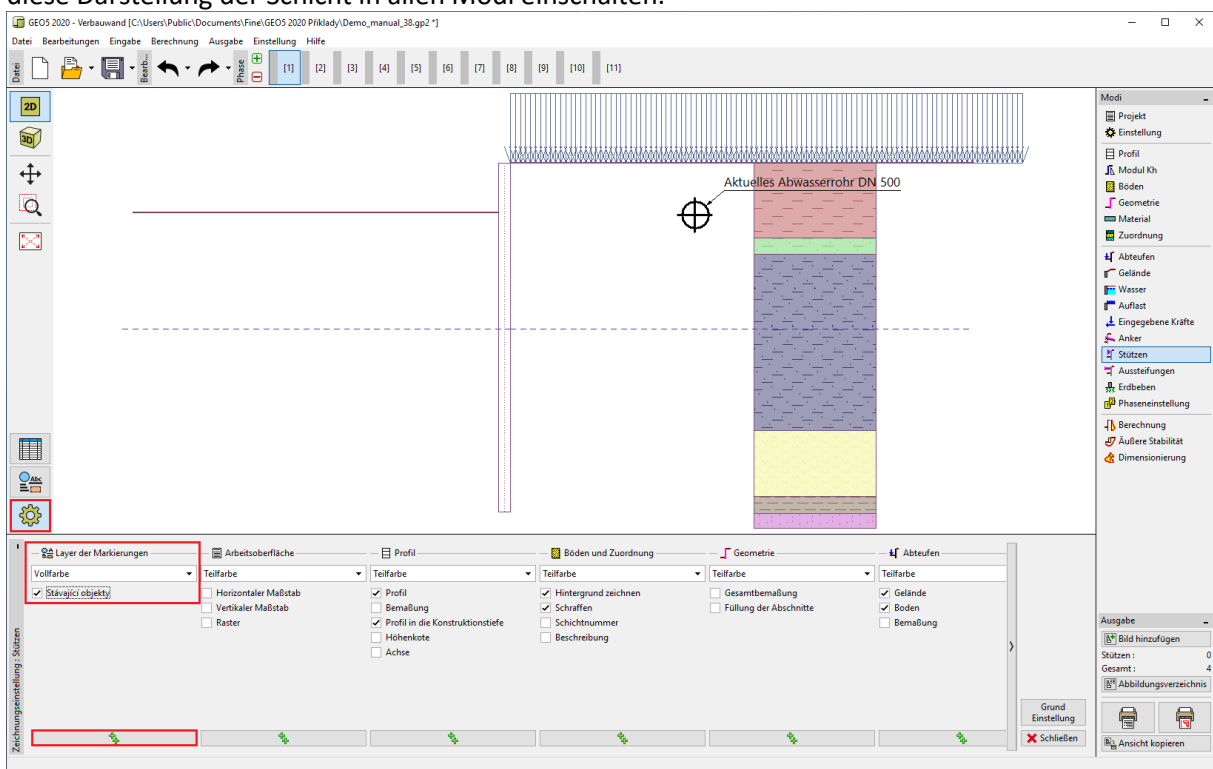 diese Darstellung der Schicht in allen Modi einschalten.
GEO5 2020 - Verbauwand [C:\Users\Public\Documents\Fine\GEO5 2020 Příklady\Demo_manual_38.gp2 *]
Datei Bearbeitungen Eingabe Berechnung Ausgabe Einstellung Hilfe
Datei
Bearb...
Phase
[1] [2] [3] [4] [5] [6] [7] [8] [9] [10] [11]
2D
3D
Abc
Aktuelles Abwasserrohr DN 500
Modi
Projekt
Einstellung
Profil
Modul Kh
Böden
Geometrie
Material
Zuordnung
Abteufen
Gelände
Wasser
Auflast
Eingegebene Kräfte
Anker
Stützen
Aussteifungen
Erdbeben
Phaseneinstellung
Berechnung
Äußere Stabilität
Dimensionierung
Zeichnungseinstellung : Stützen
Layer der Markierungen
Vollfarbe
Stávající objekty
Arbeitsoberfläche
Teilfarbe
Horizontaler Maßstab
Vertikaler Maßstab
Raster
Profil
Teilfarbe
Profil
Bemaßung
Profil in die Konstruktionstiefe
Höhenkote
Achse
Böden und Zuordnung
Teilfarbe
Hintergrund zeichnen
Schraffen
Schichtnummer
Beschreibung
Geometrie
Teilfarbe
Gesamtbemaßung
Füllung der Abschnitte
Abteufen
Teilfarbe
Gelände
Boden
Bemaßung
Grund
Einstellung
Schließen
Ausgabe
Bild hinzufügen
Stützen : 0
Gesamt : 4
Abbildungsverzeichnis
Ansicht kopieren